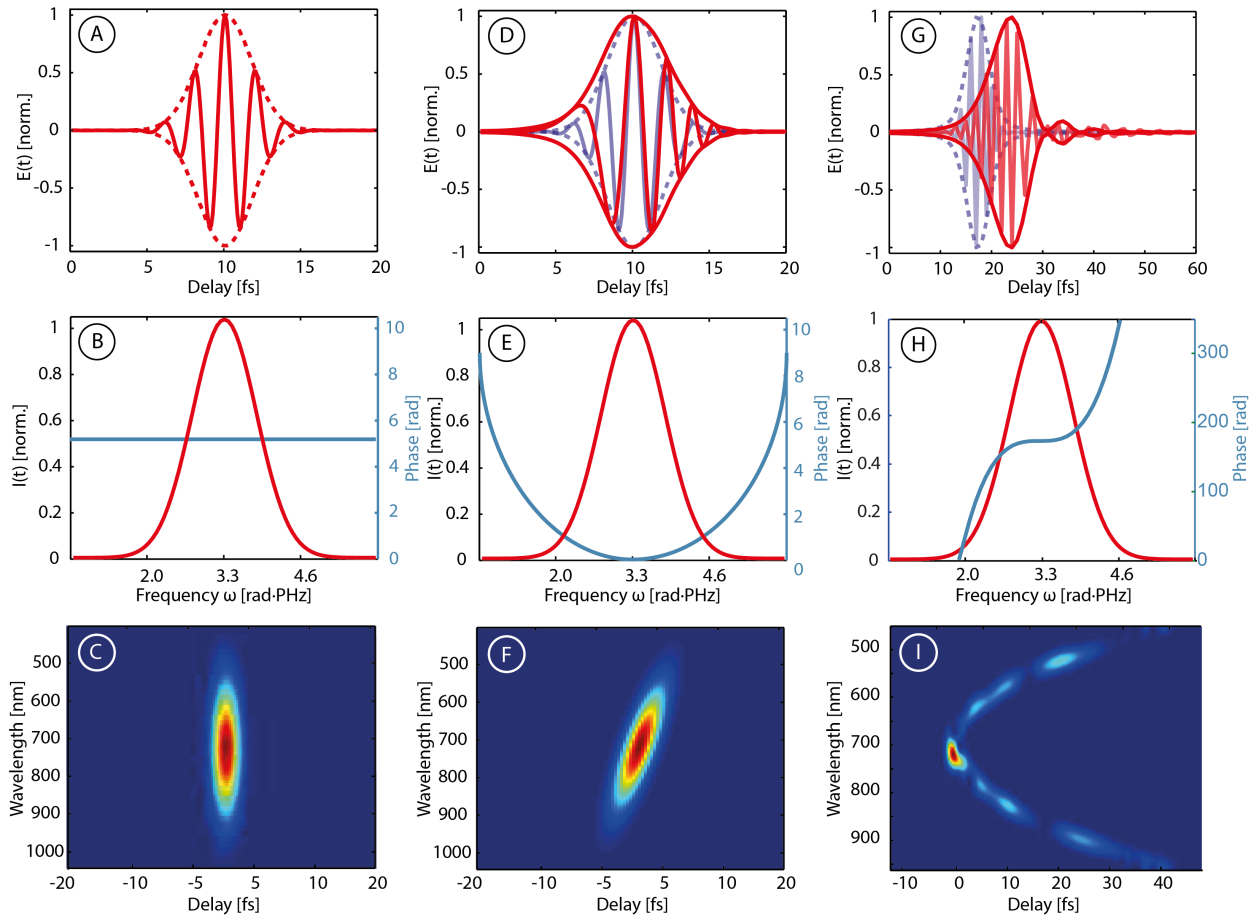 A
E(t) [norm.]
1
0.5
0
-0.5
-1
0 5 10 15 20
Delay [fs]
D
E(t) [norm.]
1
0.5
0
-0.5
-1
0 5 10 15 20
Delay [fs]
G
E(t) [norm.]
1
0.5
0
-0.5
-1
0 10 20 30 40 50 60
Delay [fs]
B
I(t) [norm.]
1
0.8
0.6
0.4
0.2
0
2.0 3.3 4.6
Frequency ω [rad·PHz]
10
8
6
4
2
0
Phase [rad]
E
I(t) [norm.]
1
0.8
0.6
0.4
0.2
0
2.0 3.3 4.6
Frequency ω [rad·PHz]
10
8
6
4
2
0
Phase [rad]
H
I(t) [norm.]
1
0.8
0.6
0.4
0.2
0
2.0 3.3 4.6
Frequency ω [rad·PHz]
300
200
100
0
Phase [rad]
C
Wavelength [nm]
500
600
700
800
900
1000
-20 -10 -5 5 10 20
Delay [fs]
F
Wavelength [nm]
500
600
700
800
900
1000
-20 -10 -5 5 10 20
Delay [fs]
I
Wavelength [nm]
500
600
700
800
900
-10 0 10 20 30 40
Delay [fs]